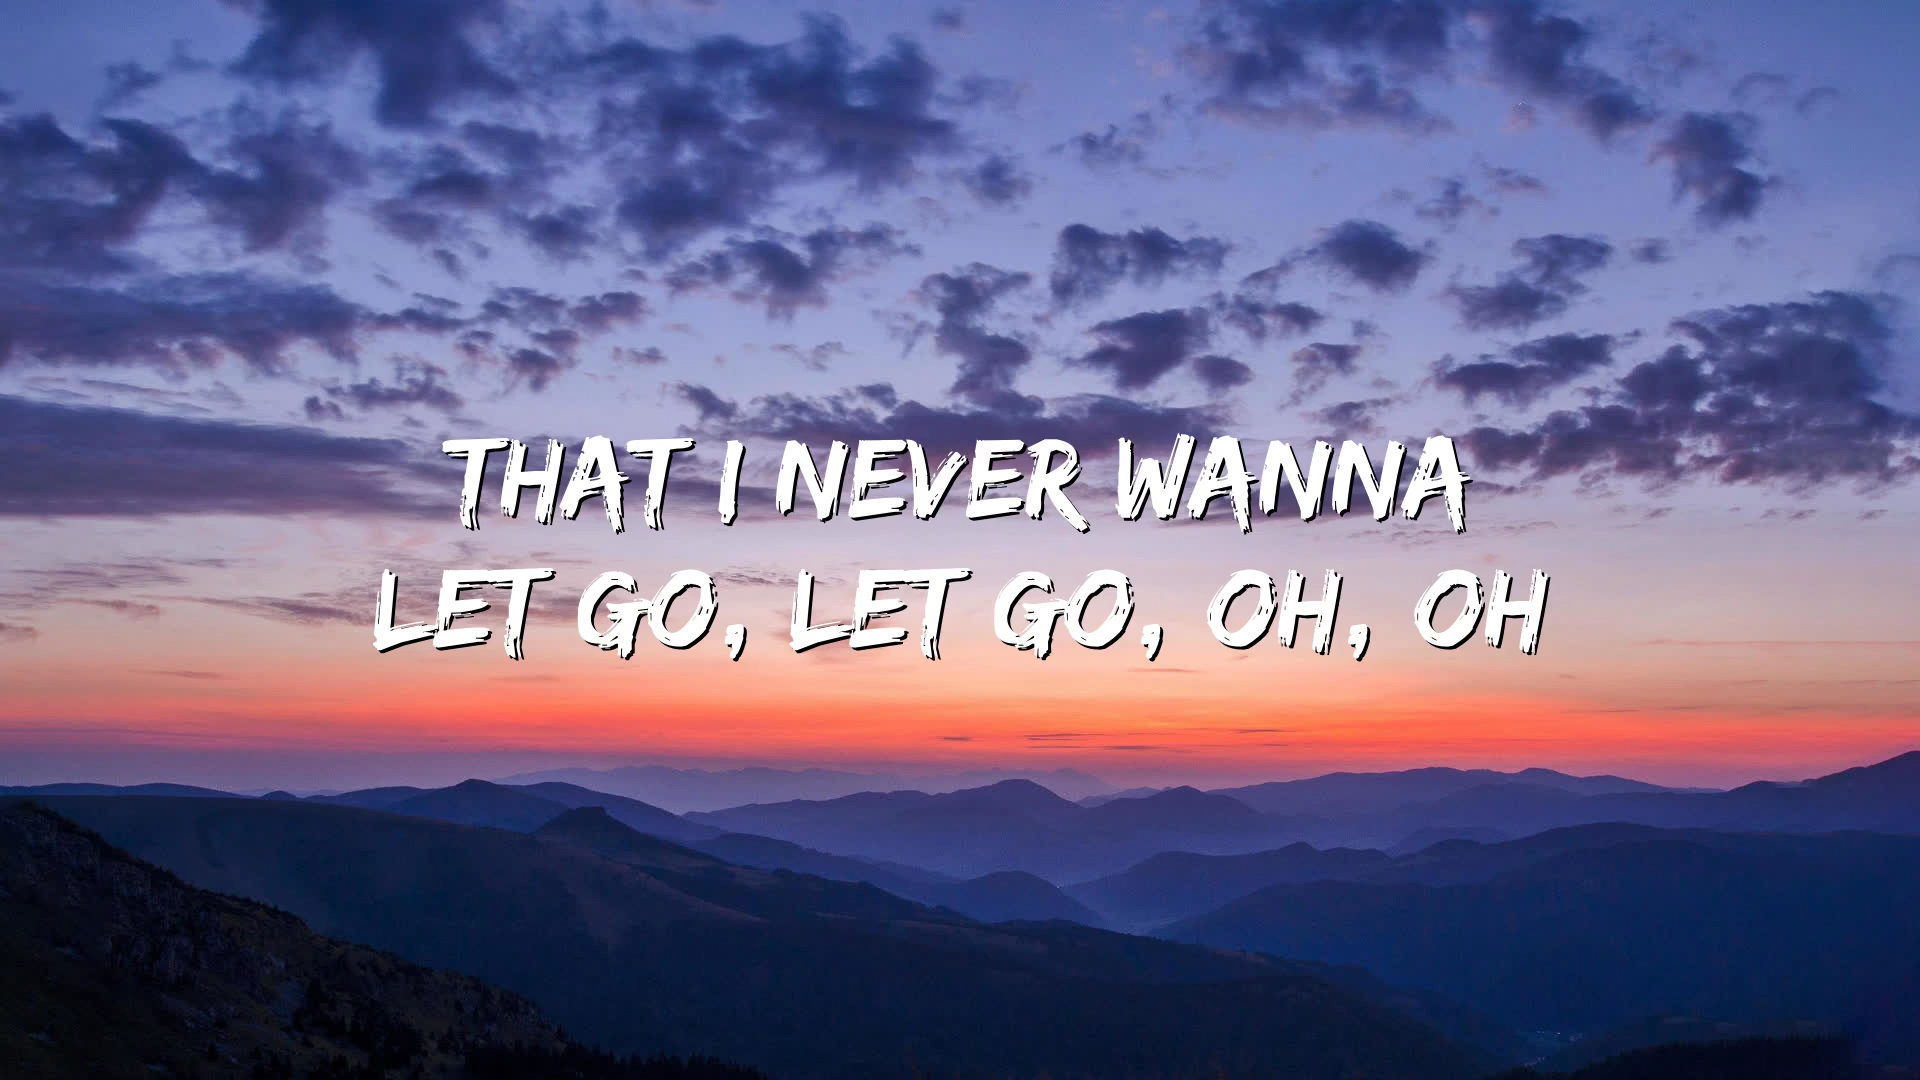 THAT I NEVER WANNA
LET GO, LET GO, OH, OH